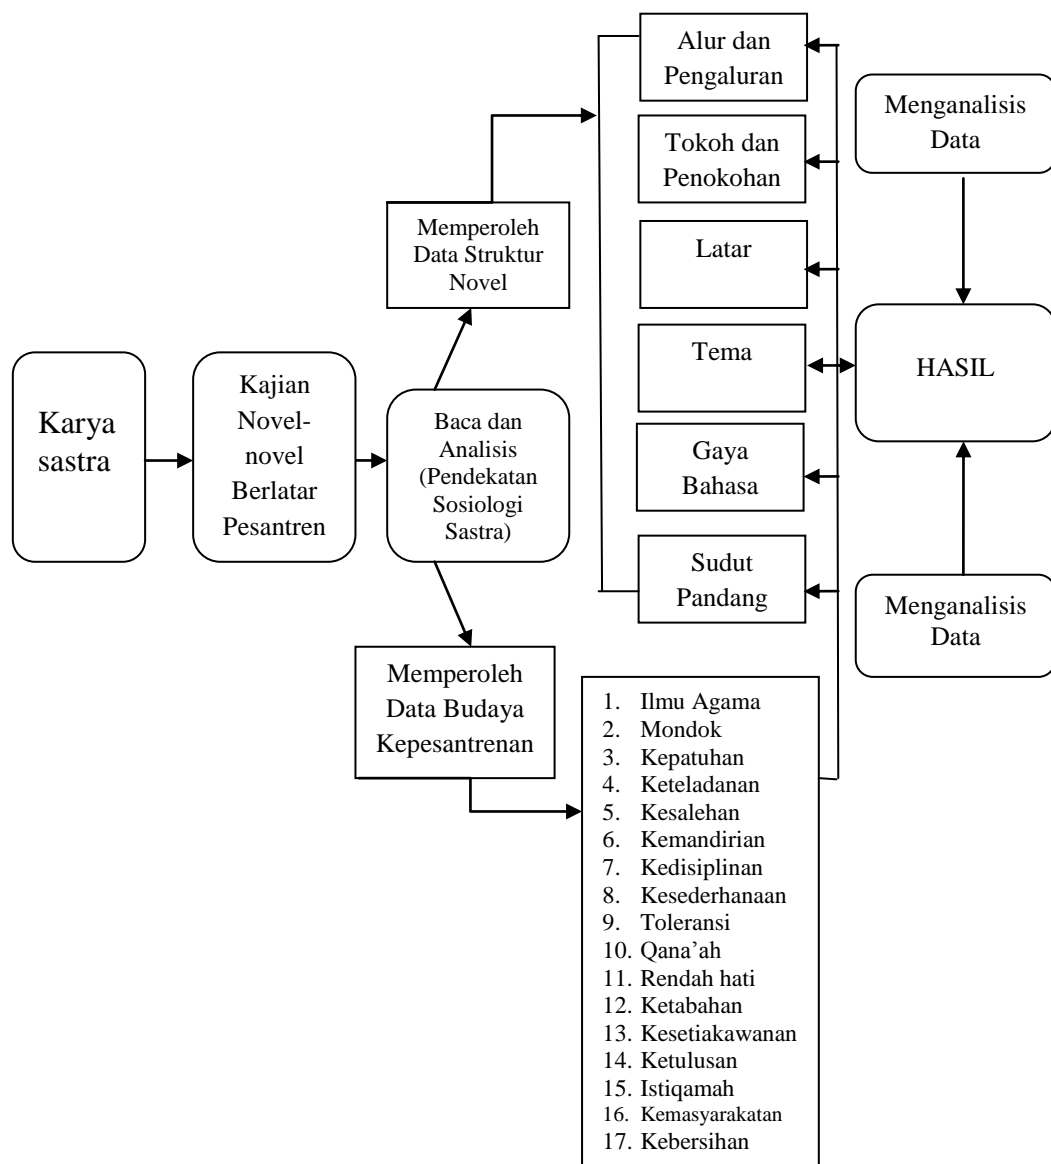 Karya
sastra
Kajian
Novel-
novel
Berlatar
Pesantren
Baca dan
Analisis
(Pendekatan
Sosiologi
Sastra)
Memperoleh
Data Struktur
Novel
Alur dan
Pengaluran
Tokoh dan
Penokohan
Latar
Tema
Gaya
Bahasa
Sudut
Pandang
Memperoleh
Data Budaya
Kepesantrenan
1. Ilmu Agama
2. Mondok
3. Kepatuhan
4. Keteladanan
5. Kesalehan
6. Kemandirian
7. Kedisiplinan
8. Kesederhanaan
9. Toleransi
10. Qana’ah
11. Rendah hati
12. Ketabahan
13. Kesetiakawanan
14. Ketulusan
15. Istiqamah
16. Kemasyarakatan
17. Kebersihan
Menganalisis
Data
HASIL
Menganalisis
Data